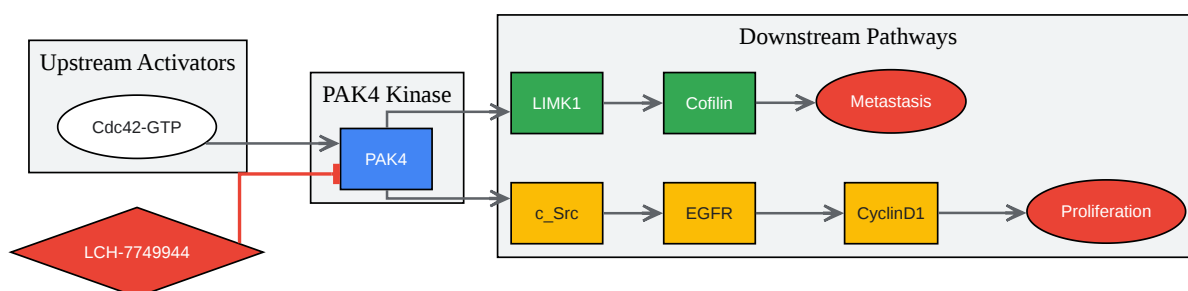 Upstream Activators
Cdc42-GTP
LCH-7749944
PAK4 Kinase
PAK4
Downstream Pathways
LIMK1
Cofilin
Metastasis
c_Src
EGFR
CyclinD1
Proliferation